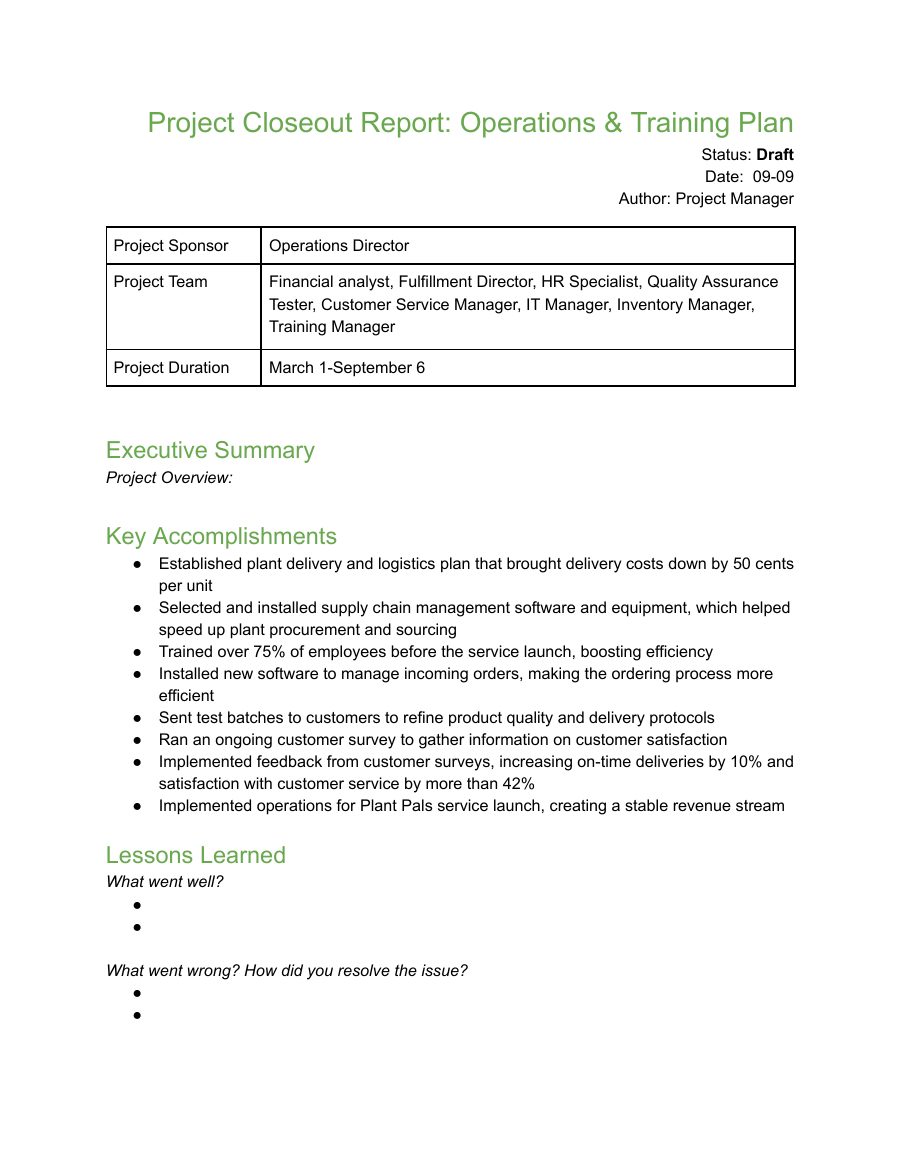 Project Closeout Report: Operations & Training Plan
Status: Draft
Date:  09-09
Author: Project Manager
Project Sponsor
Operations Director
Project Team
Financial analyst, Fulfillment Director, HR Specialist, Quality Assurance
Tester, Customer Service Manager, IT Manager, Inventory Manager,
Training Manager
Project Duration
March 1-September 6
Executive Summary
Project Overview:
Key Accomplishments
● Established plant delivery and logistics plan that brought delivery costs down by 50 cents
per unit
● Selected and installed supply chain management software and equipment, which helped
speed up plant procurement and sourcing
● Trained over 75% of employees before the service launch, boosting efficiency
● Installed new software to manage incoming orders, making the ordering process more
efficient
● Sent test batches to customers to refine product quality and delivery protocols
● Ran an ongoing customer survey to gather information on customer satisfaction
● Implemented feedback from customer surveys, increasing on-time deliveries by 10% and
satisfaction with customer service by more than 42%
● Implemented operations for Plant Pals service launch, creating a stable revenue stream
Lessons Learned
What went well?
●
●
What went wrong? How did you resolve the issue?
●
●